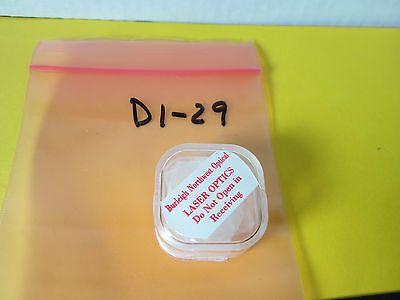 D1-29
Burleigh Northwest Optical
LASER OPTICS
Do Not Open in
Receiving